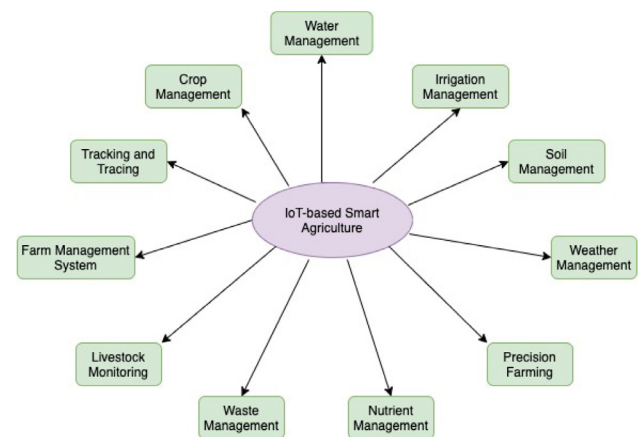 Water
Management
Crop
Management
Irrigation
Management
Tracking and
Tracing
Soil
Management
IoT-based Smart
Agriculture
Farm Management
System
Weather
Management
Livestock
Monitoring
Precision
Farming
Waste
Management
Nutrient
Management